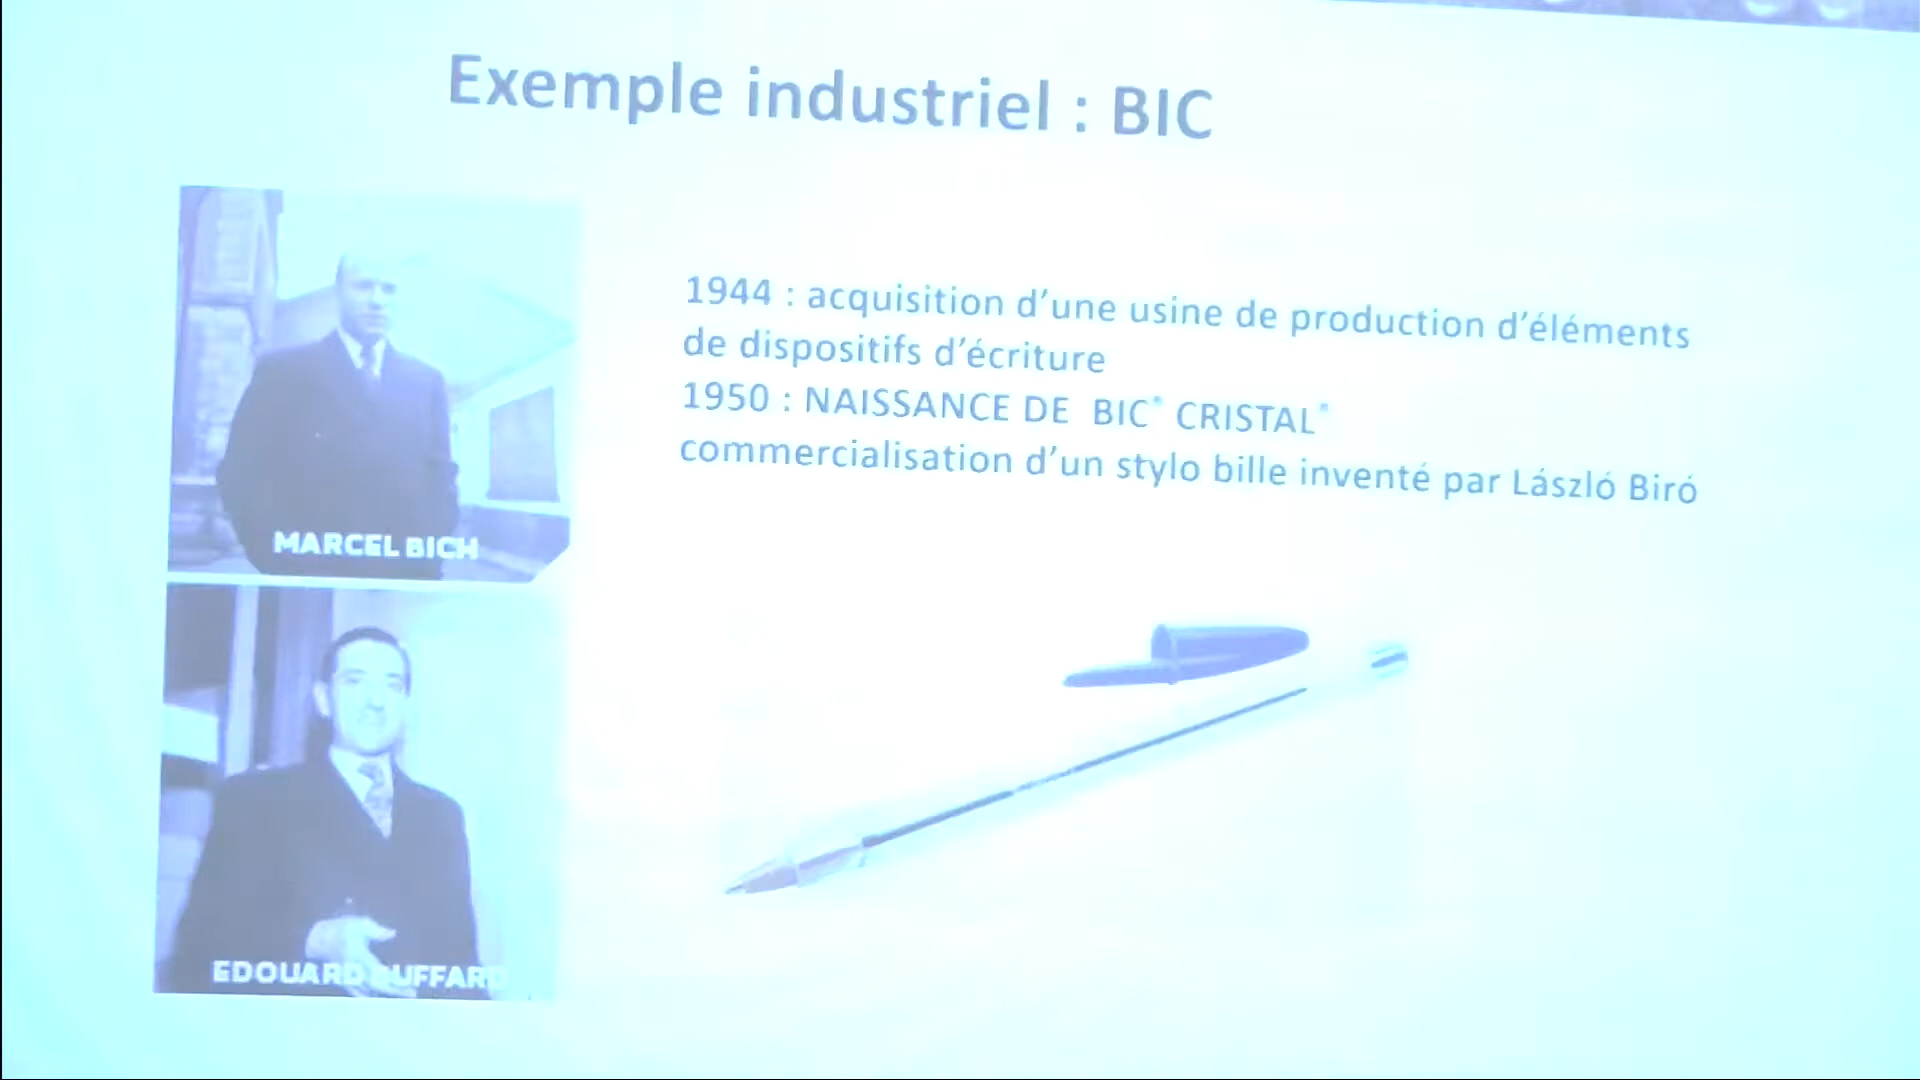 Exemple industriel : BIC
1944 : acquisition d'une usine de production d'éléments
de dispositifs d'écriture
1950 : NAISSANCE DE BIC® CRISTAL®
commercialisation d'un stylo bille inventé par László Biró
MARCEL BICH
EDOUARD BUFFARD